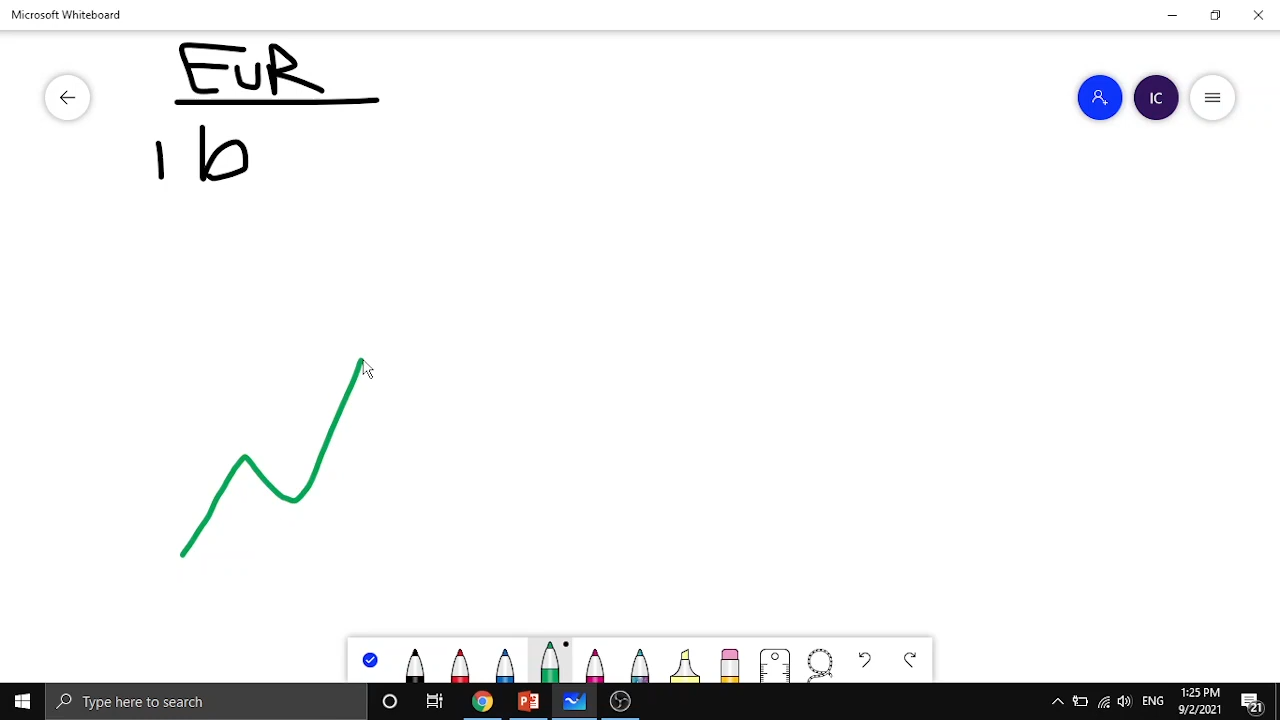 Microsoft Whiteboard
EUR
IC
1 b
Type here to search
ENG
1:25 PM
9/2/2021
21